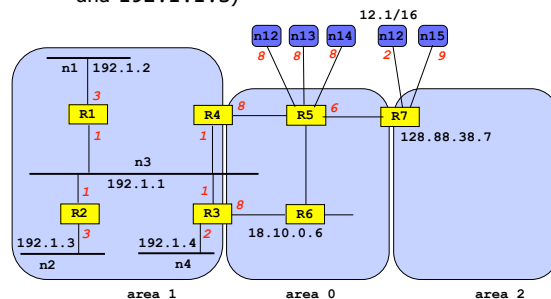 and 192.1.1.3)
12.1/16
n12 n13 n14 n12 n15
8 8 8 2 9
n1 192.1.2
3
R1 R4 8 R5 6 R7
1 1
128.88.38.7
n3
192.1.1
1 1
R2 R3 8 R6
3 2
18.10.0.6
192.1.3 192.1.4
n2 n4
area 1 area 0 area 2